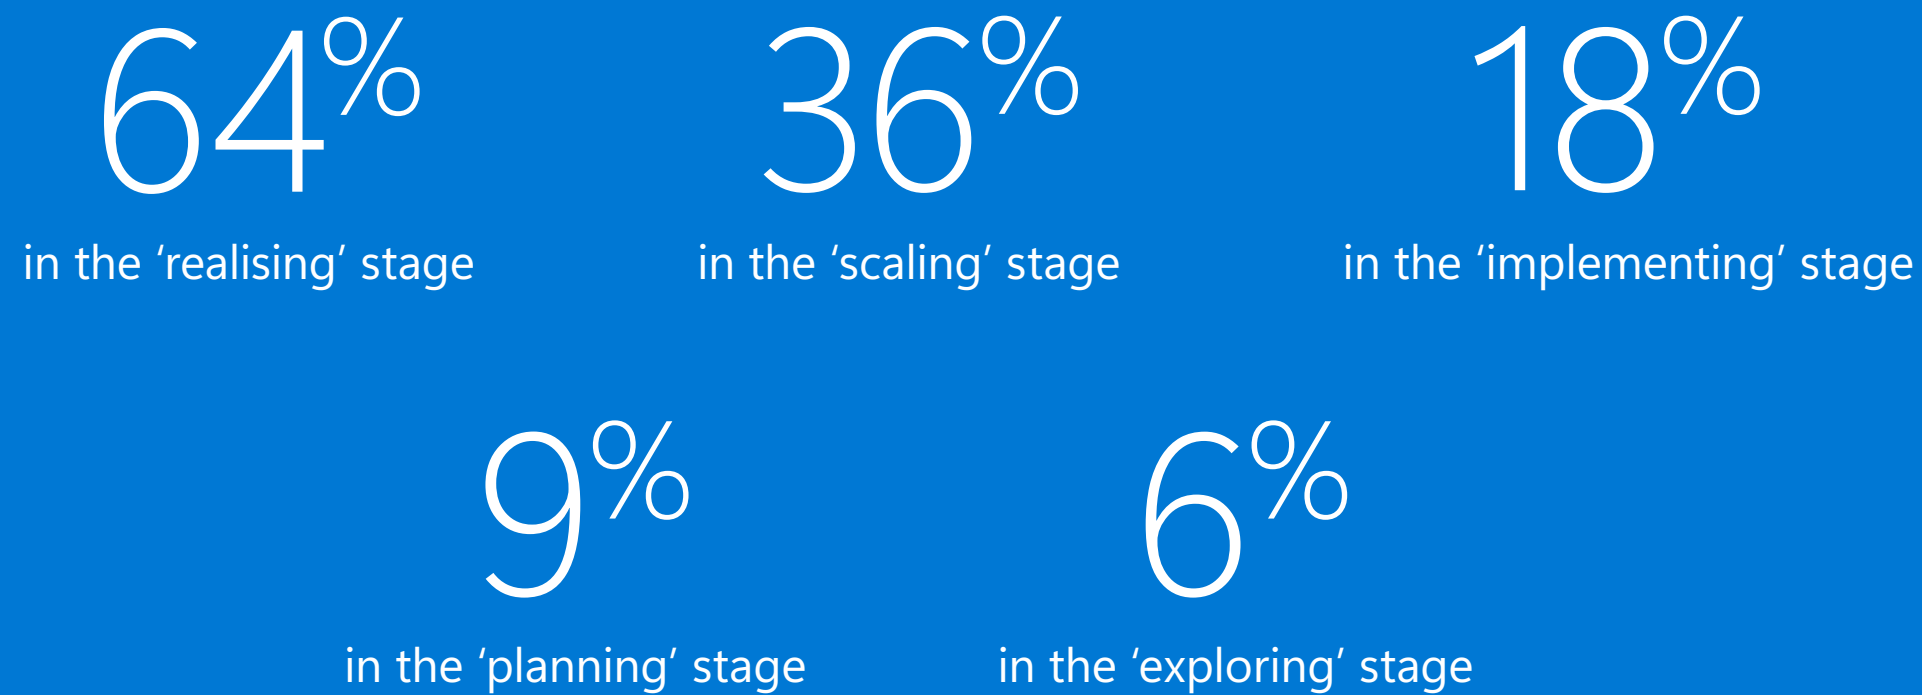 64% 36% 18%
in the ‘realising’ stage in the ‘scaling’ stage in the ‘implementing’ stage
9% 6%
in the ‘planning’ stage in the ‘exploring’ stage